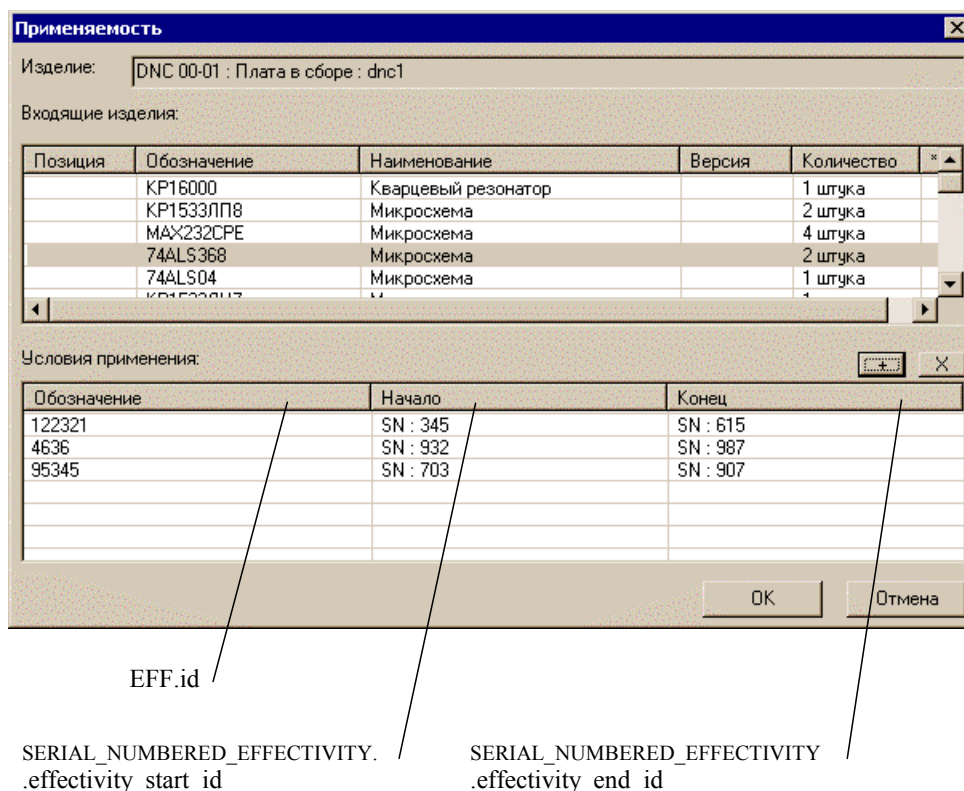 Применяемость
Изделие: DNC 00-01 : Плата в сборе : dnc1
Входящие изделия:
Позиция Обозначение Наименование Версия Количество *
КР16000 Кварцевый резонатор 1 штука
КР1533ЛП8 Микросхема 2 штука
MAX232CPE Микросхема 4 штука
74ALS368 Микросхема 2 штука
74ALS04 Микросхема 1 штука
Условия применения:
+ X
Обозначение Начало Конец
122321 SN : 345 SN : 615
4636 SN : 932 SN : 987
95345 SN : 703 SN : 907
OK Отмена
EFF.id
SERIAL_NUMBERED_EFFECTIVITY. SERIAL_NUMBERED_EFFECTIVITY
.effectivity_start_id .effectivity_end_id